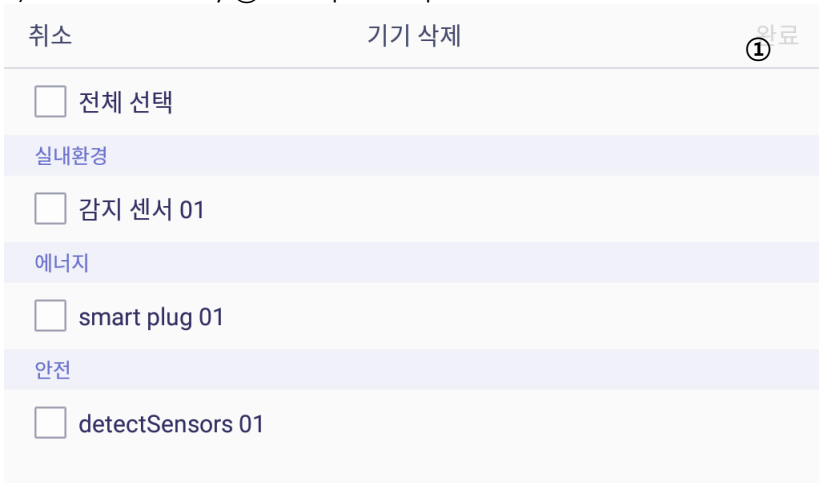 취소 기기 삭제 완료
①
전체 선택
실내환경
감지 센서 01
에너지
smart plug 01
안전
detectSensors 01